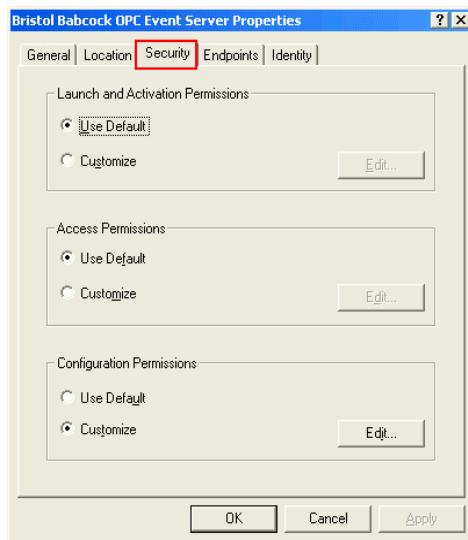 Bristol Babcock OPC Event Server Properties
General Location Security Endpoints Identity
Launch and Activation Permissions
Use Default
Customize Edit...
Access Permissions
Use Default
Customize Edit...
Configuration Permissions
Use Default
Customize Edit...
OK Cancel Apply